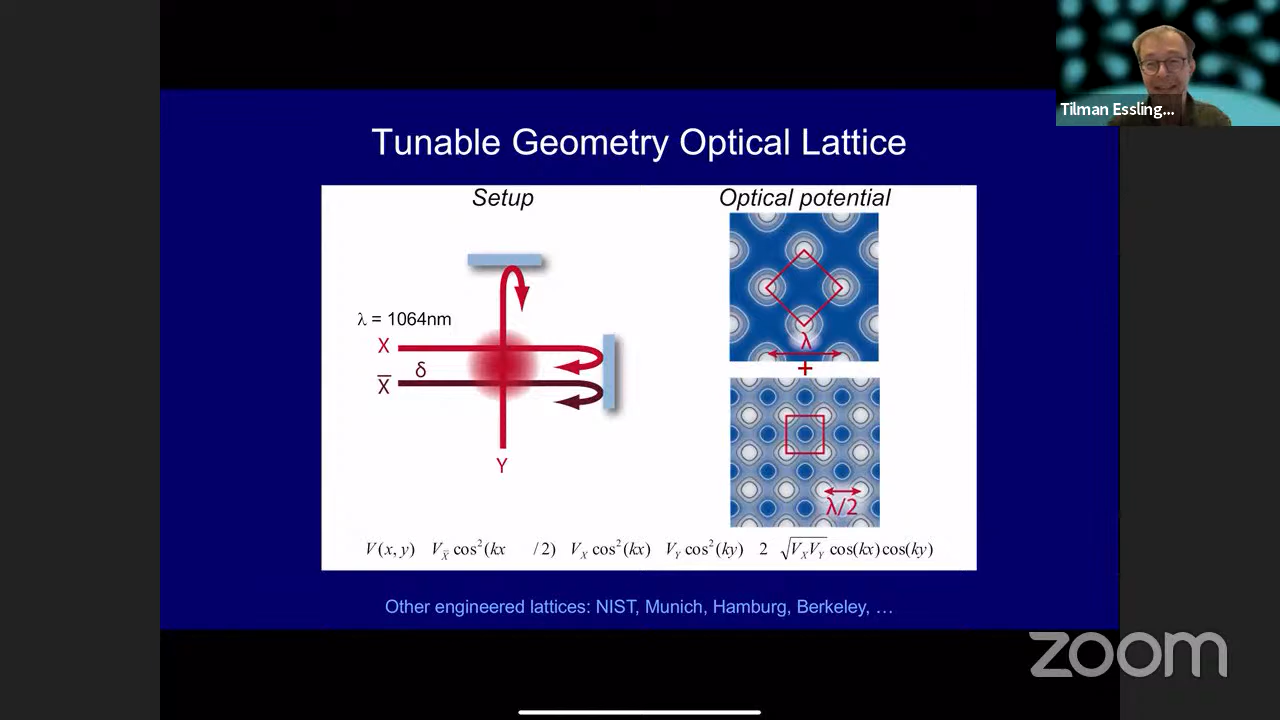 Tilman Essling...
Tunable Geometry Optical Lattice
Setup
Optical potential
λ = 1064nm
X
δ
X̅
Y
λ
+
λ/2
V(x, y) V_X̅ cos²(kx /2) V_X cos²(kx) V_Y cos²(ky) 2 √(V_X V_Y) cos(kx)cos(ky)
Other engineered lattices: NIST, Munich, Hamburg, Berkeley, …
zoom